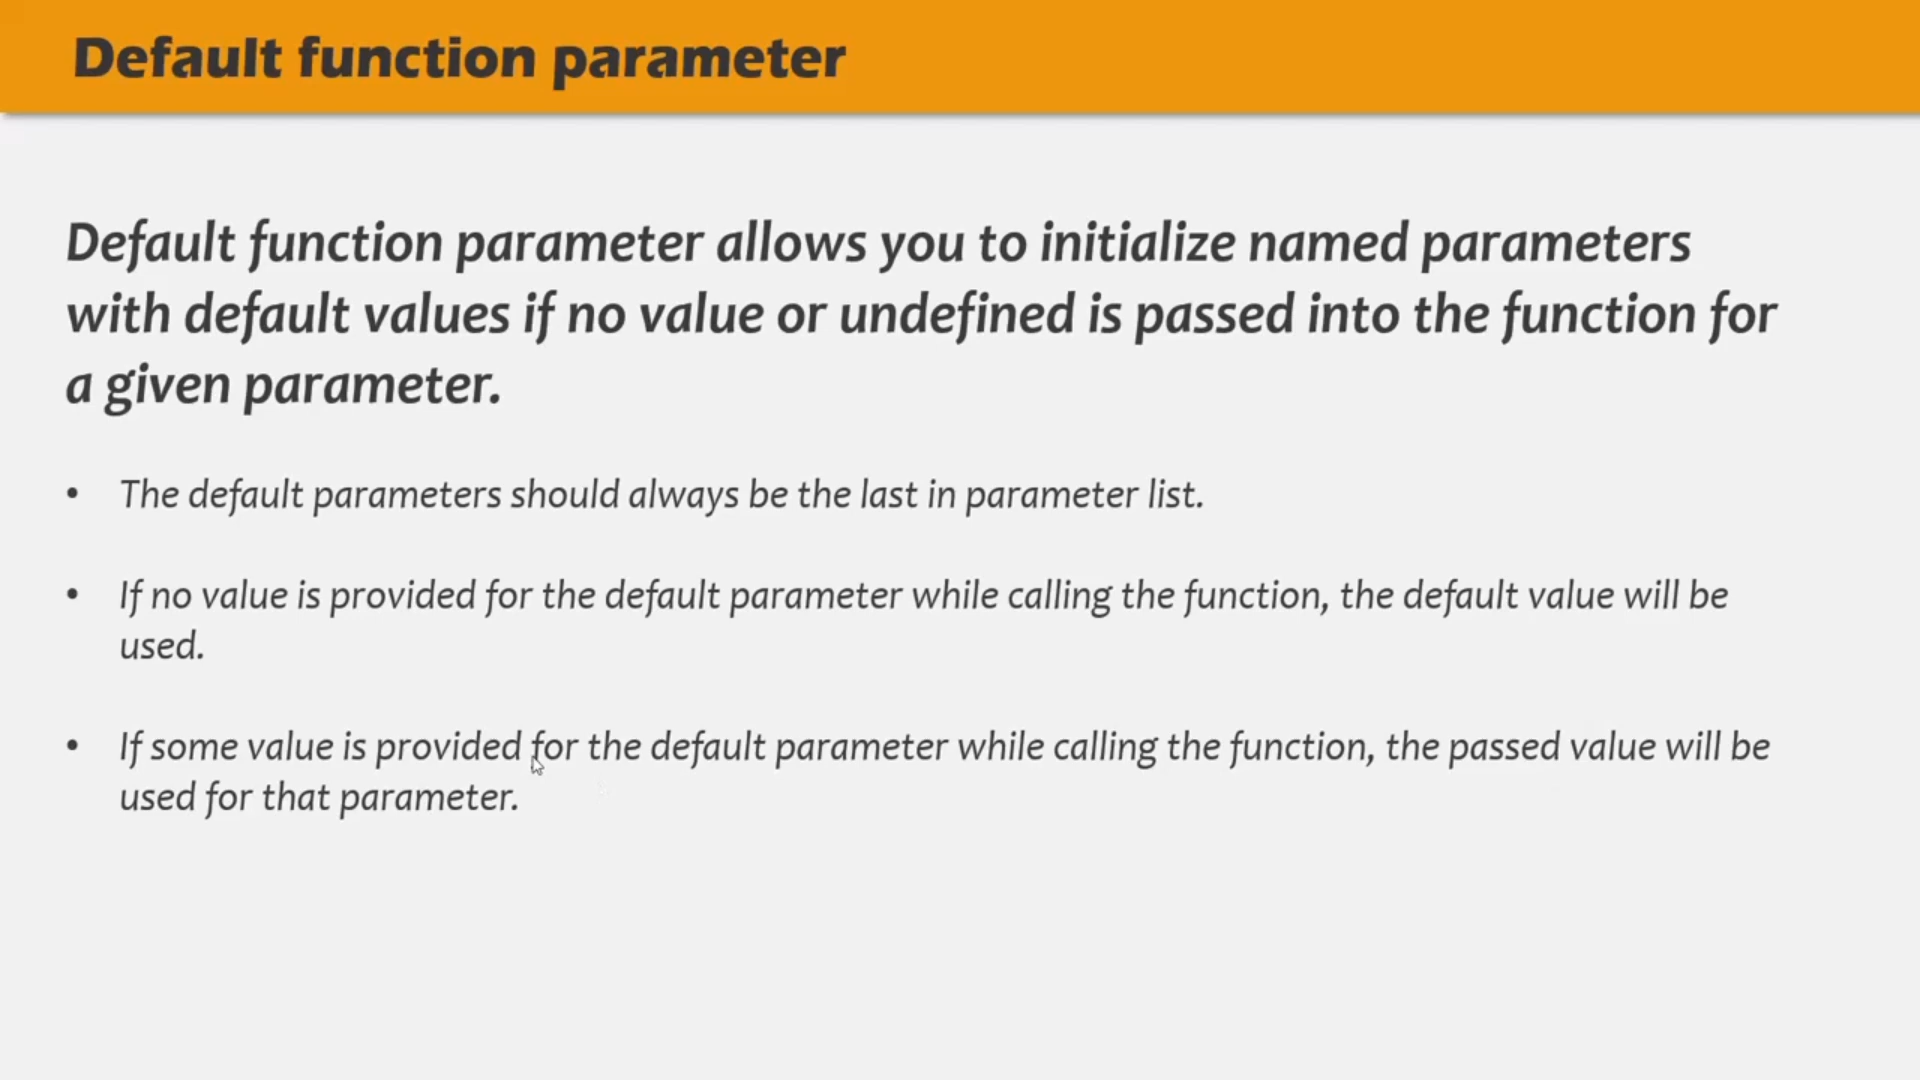 Default function parameter
Default function parameter allows you to initialize named parameters
with default values if no value or undefined is passed into the function for
a given parameter.
• The default parameters should always be the last in parameter list.
• If no value is provided for the default parameter while calling the function, the default value will be
used.
• If some value is provided for the default parameter while calling the function, the passed value will be
used for that parameter.